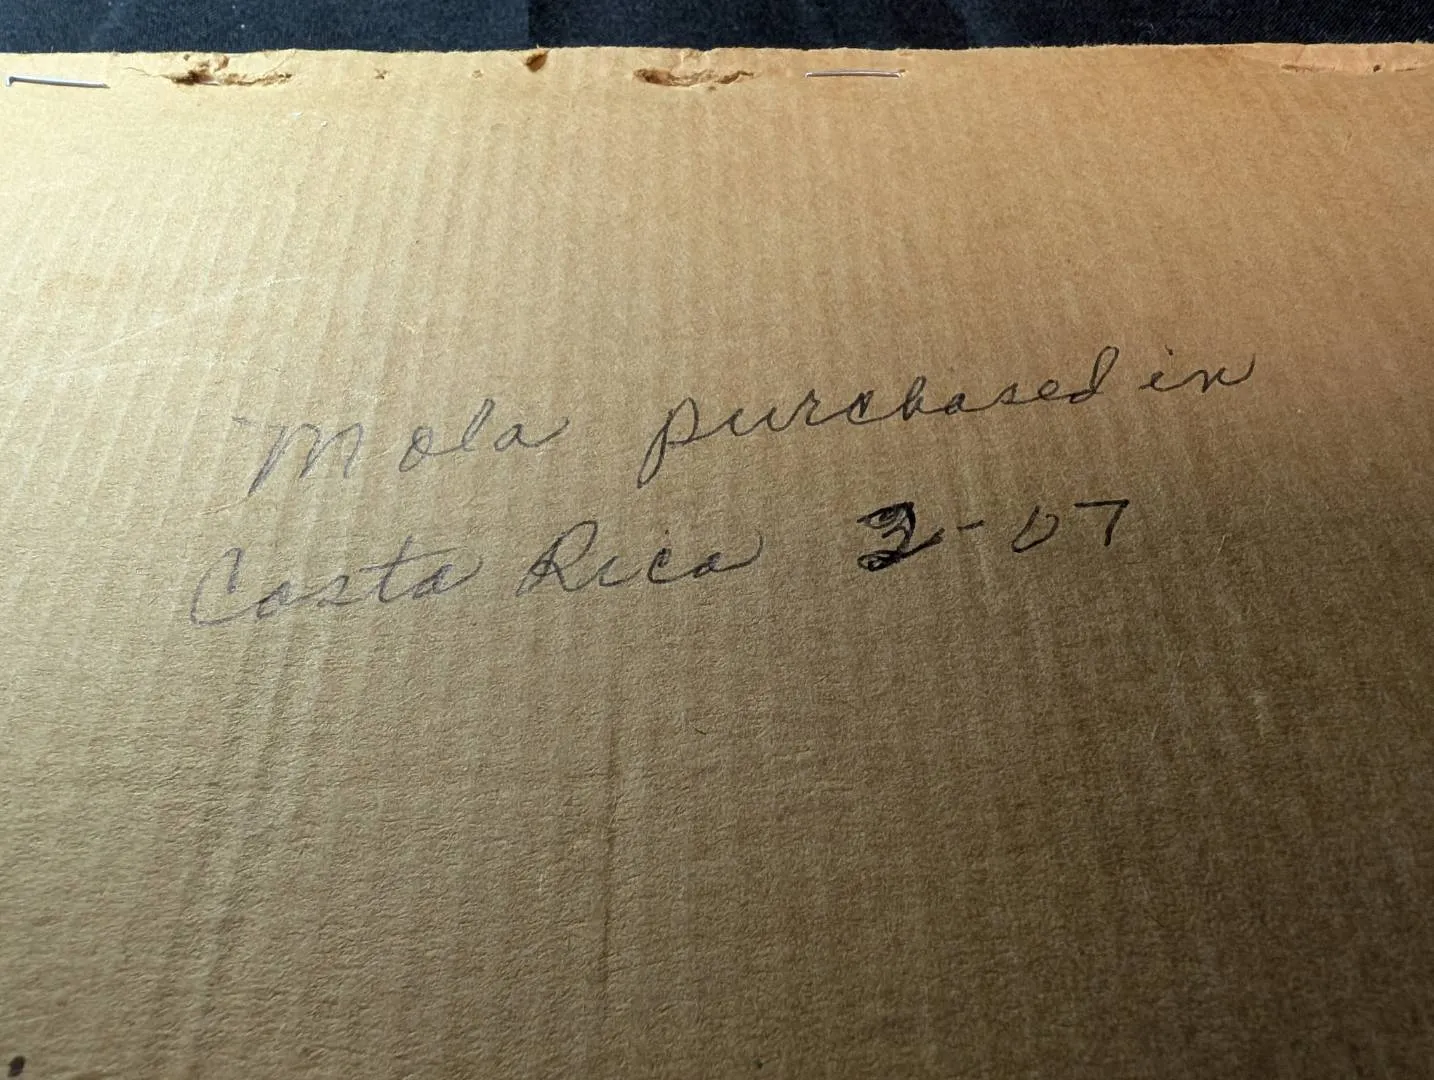 Mola purchased in
Costa Rica 2-07